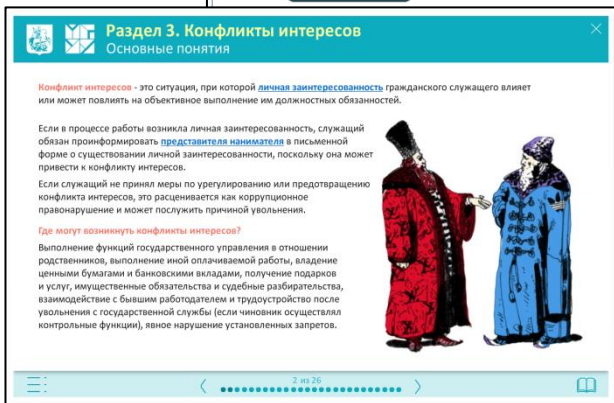 Раздел 3. Конфликты интересов
Основные понятия
Конфликт интересов - это ситуация, при которой личная заинтересованность гражданского служащего влияет
или может повлиять на объективное выполнение им должностных обязанностей.
Если в процессе работы возникла личная заинтересованность, служащий
обязан проинформировать представителя нанимателя в письменной
форме о существовании личной заинтересованности, поскольку она может
привести к конфликту интересов.
Если служащий не принял меры по урегулированию или предотвращению
конфликта интересов, это расценивается как коррупционное
правонарушение и может послужить причиной увольнения.
Где могут возникнуть конфликты интересов?
Выполнение функций государственного управления в отношении
родственников, выполнение иной оплачиваемой работы, владение
ценными бумагами и банковскими вкладами, получение подарков
и услуг, имущественные обязательства и судебные разбирательства,
взаимодействие с бывшим работодателем и трудоустройство после
увольнения с государственной службы (если чиновник осуществлял
контрольные функции), явное нарушение установленных запретов.
2 из 26